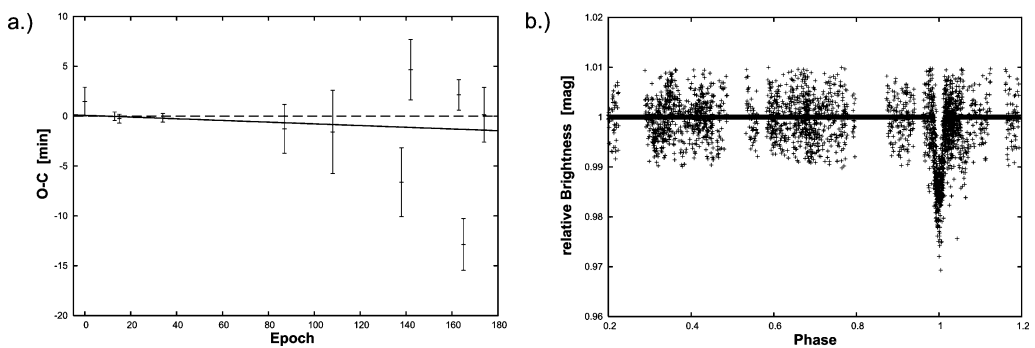 a.)
10
5
0
-5
-10
-15
-20
O-C [min]
0 20 40 60 80 100 120 140 160 180
Epoch
b.)
1.02
1.01
1
0.99
0.98
0.97
0.96
relative Brightness [mag]
0.2 0.4 0.6 0.8 1 1.2
Phase